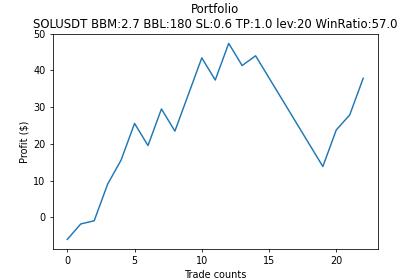 Portfolio
SOLUSDT BBM:2.7 BBL:180 SL:0.6 TP:1.0 lev:20 WinRatio:57.0
50
40
30
20
10
0
Profit ($)
0 5 10 15 20
Trade counts